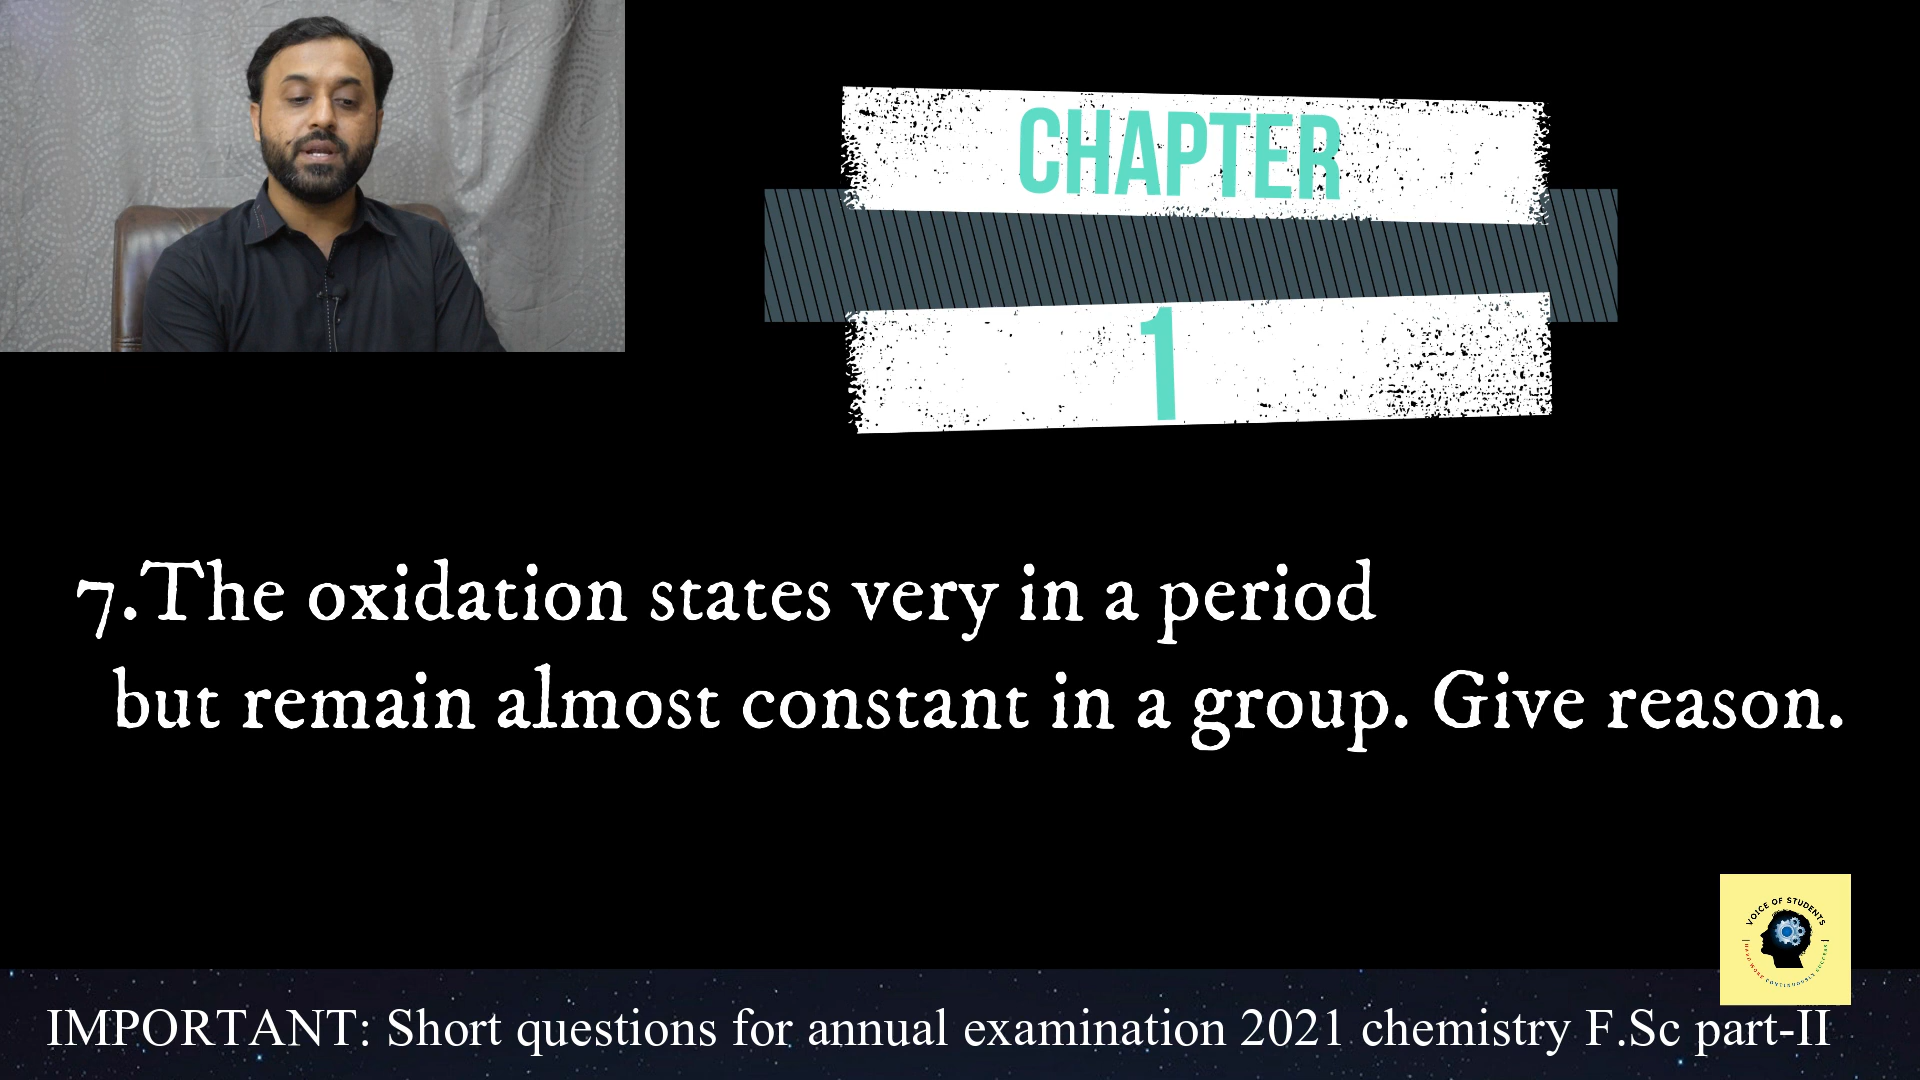 CHAPTER
1
7.The oxidation states very in a period
but remain almost constant in a group. Give reason.
VOICE OF STUDENTS
IMPORTANT: Short questions for annual examination 2021 chemistry F.Sc part-II